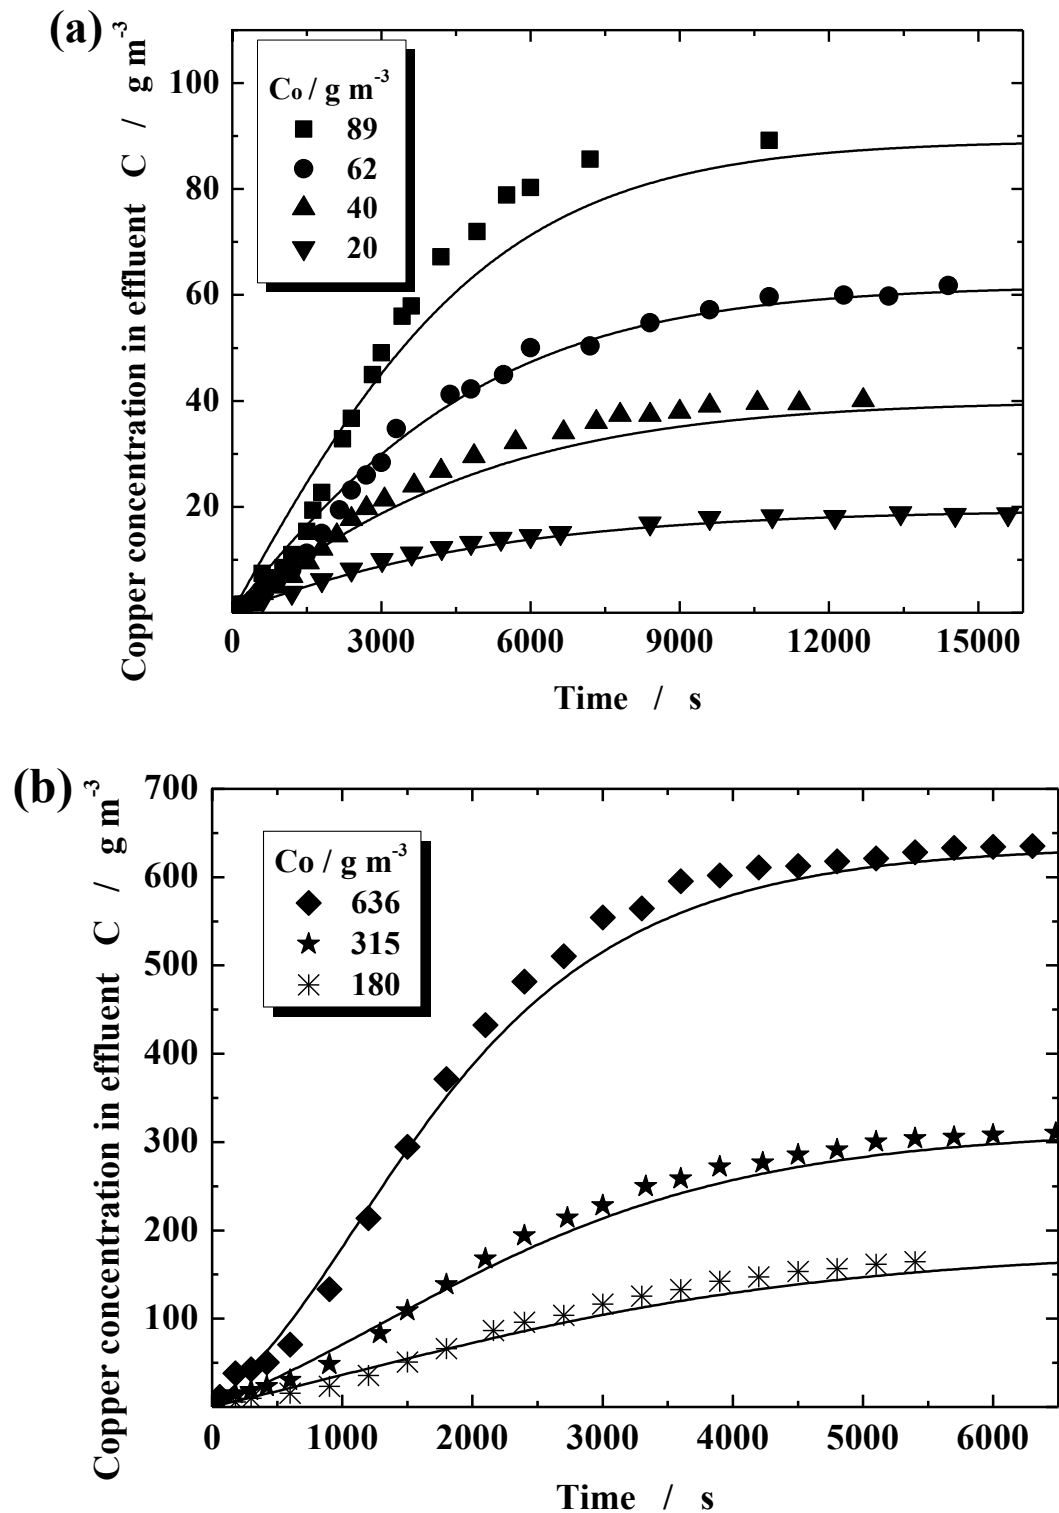 (a)
Copper concentration in effluent C / g m-3
100
80
60
40
20
Co / g m-3
89
62
40
20
0 3000 6000 9000 12000 15000
Time / s
(b)
Copper concentration in effluent C / g m-3
700
600
500
400
300
200
100
Co / g m-3
636
315
180
0 1000 2000 3000 4000 5000 6000
Time / s